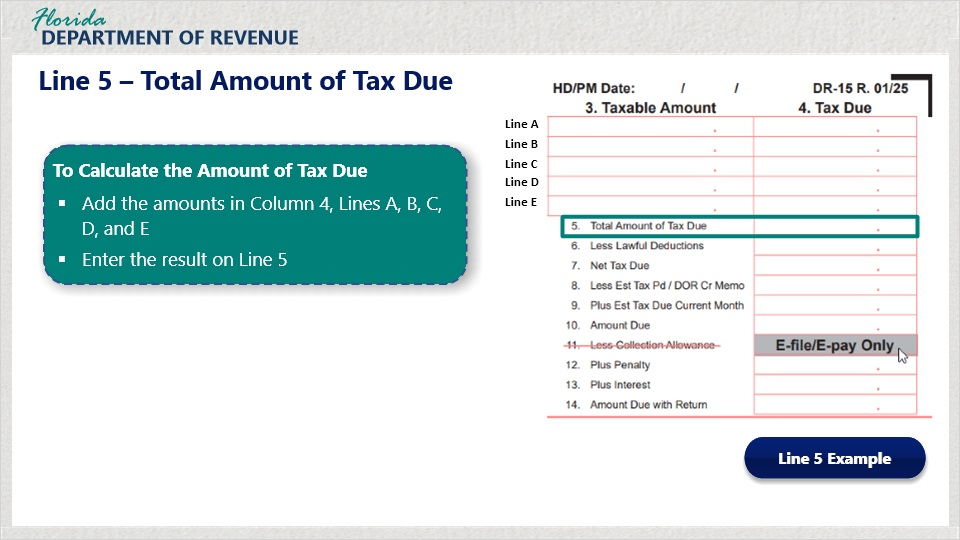 Florida
DEPARTMENT OF REVENUE
Line 5 – Total Amount of Tax Due
To Calculate the Amount of Tax Due
▪ Add the amounts in Column 4, Lines A, B, C,
D, and E
▪ Enter the result on Line 5
HD/PM Date: / / DR-15 R. 01/25
3. Taxable Amount 4. Tax Due
Line A . .
Line B . .
Line C . .
Line D . .
Line E . .
5. Total Amount of Tax Due .
6. Less Lawful Deductions .
7. Net Tax Due .
8. Less Est Tax Pd / DOR Cr Memo .
9. Plus Est Tax Due Current Month .
10. Amount Due .
11. Less Collection Allowance E-file/E-pay Only
12. Plus Penalty .
13. Plus Interest .
14. Amount Due with Return .
Line 5 Example